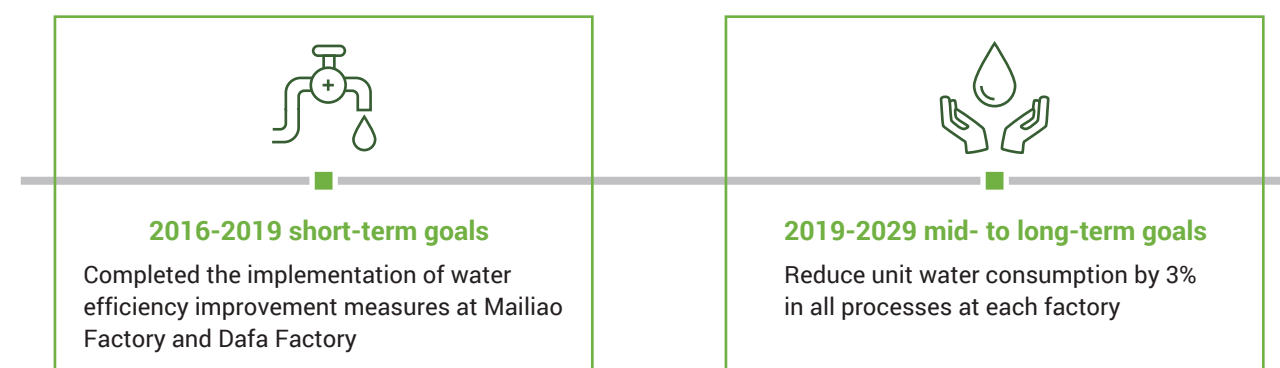 2016-2019 short-term goals
Completed the implementation of water
efficiency improvement measures at Mailiao
Factory and Dafa Factory
2019-2029 mid- to long-term goals
Reduce unit water consumption by 3%
in all processes at each factory